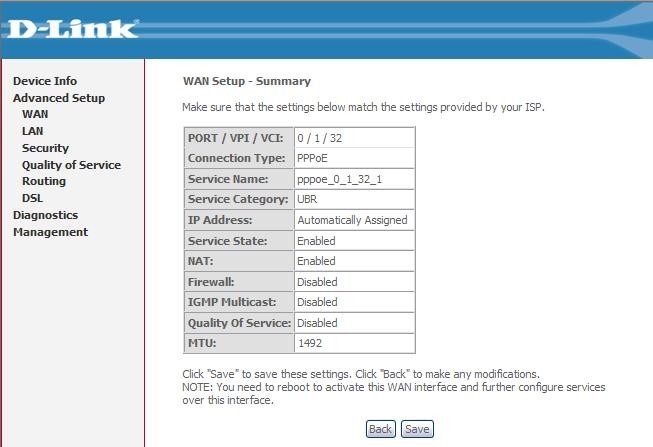 D-Link
Device Info
Advanced Setup
WAN
LAN
Security
Quality of Service
Routing
DSL
Diagnostics
Management
WAN Setup - Summary
Make sure that the settings below match the settings provided by your ISP.
PORT / VPI / VCI: 0 / 1 / 32
Connection Type: PPPoE
Service Name: pppoe_0_1_32_1
Service Category: UBR
IP Address: Automatically Assigned
Service State: Enabled
NAT: Enabled
Firewall: Disabled
IGMP Multicast: Disabled
Quality Of Service: Disabled
MTU: 1492
Click "Save" to save these settings. Click "Back" to make any modifications.
NOTE: You need to reboot to activate this WAN interface and further configure services
over this interface.
Back Save